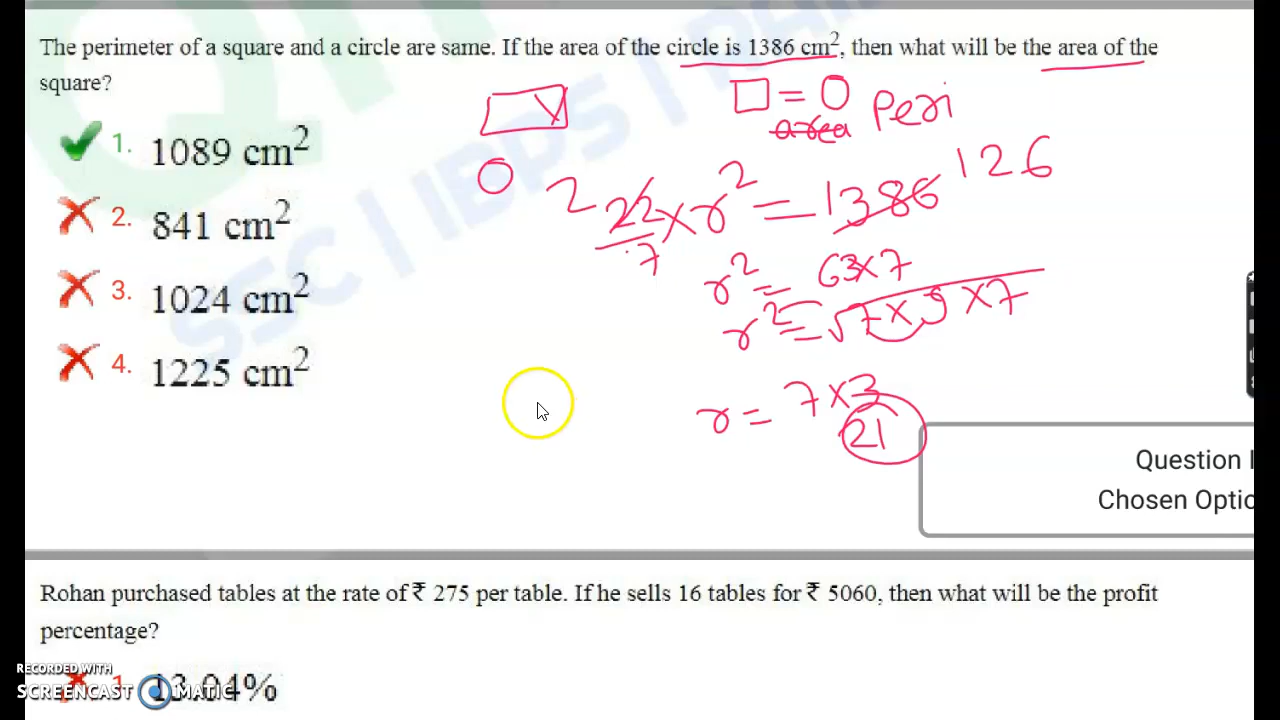 The perimeter of a square and a circle are same. If the area of the circle is 1386 cm², then what will be the area of the
square?
□ = O
area Peri
1. 1089 cm²
2. 841 cm²
3. 1024 cm²
4. 1225 cm²
2 22/7 × r² = 1386 126
r² = 63×7
r² = √7×9×7
r = 7×3
21
Question I
Chosen Optio
Rohan purchased tables at the rate of ₹ 275 per table. If he sells 16 tables for ₹ 5060, then what will be the profit
percentage?
1. 13.04%
RECORDED WITH
SCREENCAST MATIC